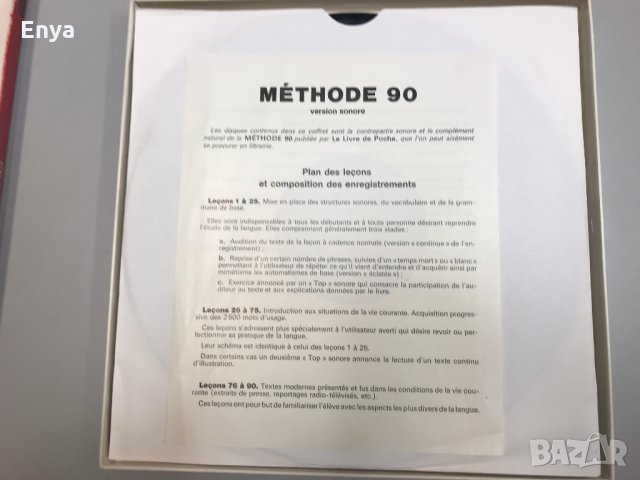 Enya
MÉTHODE 90
version sonore
Les disques contenus dans ce coffret sont la contrepartie sonore et le complément
naturel de la MÉTHODE 90 publiée par Le Livre de Poche, que l'on peut aisément
se procurer en librairie.
Plan des leçons
et composition des enregistrements
Leçons 1 à 25. Mise en place des structures sonores, du vocabulaire et de la gram-
maire de base.
Elles sont indispensables à tous les débutants et à toute personne désirant reprendre
l'étude de la langue. Elles comprennent généralement trois stades :
a. Audition du texte de la leçon à cadence normale (version « continue » de l'en-
registrement) ;
b. Reprise d'un certain nombre de phrases, suivies d'un « temps mort » ou « blanc »
permettant à l'utilisateur de répéter ce qu'il vient d'entendre et d'acquérir ainsi par
mimétisme les automatismes de base (version « éclatée ») ;
c. Exercice annoncé par un « Top » sonore qui consacre la participation de l'au-
diteur au texte et aux explications données par le livre.
Leçons 26 à 75. Introduction aux situations de la vie courante. Acquisition progres-
sive des 2 500 mots d'usage.
Ces leçons s'adressent plus spécialement à l'utilisateur averti qui désire revoir ou per-
fectionner sa pratique de la langue.
Leur schéma est identique à celui des leçons 1 à 25.
Dans certains cas un deuxième « Top » sonore annonce la lecture d'un texte continu
d'illustration.
Leçons 76 à 90. Textes modernes présentés et lus dans les conditions de la vie cou-
rante (extraits de presse, reportages radio-télévisés, etc.).
Ces leçons ont pour but de familiariser l'élève avec les aspects les plus divers de la langue.
BAZAR